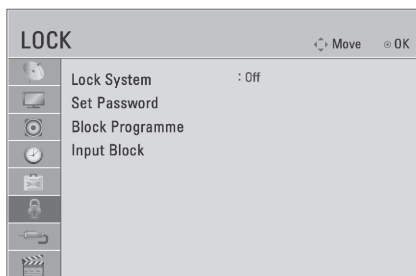 LOCK
Move OK
Lock System : Off
Set Password
Block Programme
Input Block